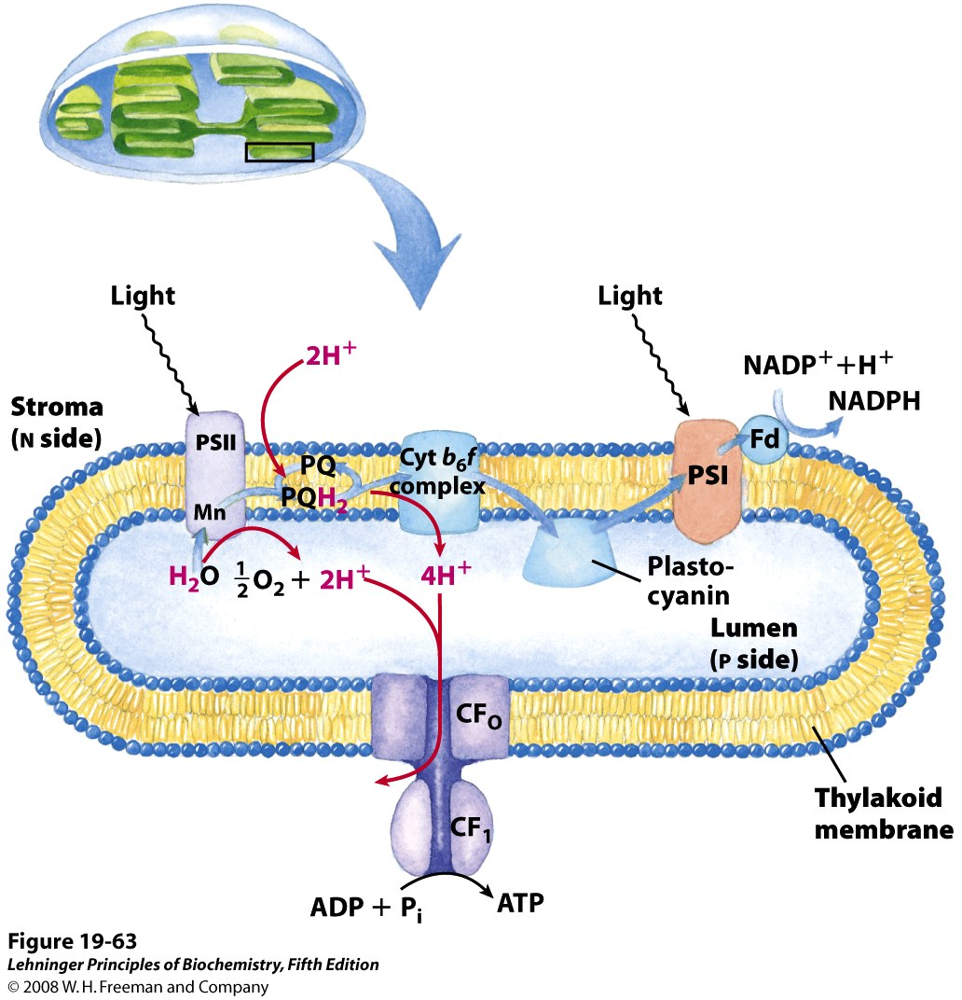 Light
Light
2H⁺
NADP⁺ + H⁺
NADPH
Stroma
(N side)
PSII
PQ
Cyt b₆f
complex
Fd
PSI
PQH₂
Mn
H₂O ½O₂ + 2H⁺
4H⁺
Plasto-
cyanin
Lumen
(P side)
CF₀
Thylakoid
membrane
CF₁
ADP + Pᵢ
ATP
Figure 19-63
Lehninger Principles of Biochemistry, Fifth Edition
© 2008 W. H. Freeman and Company